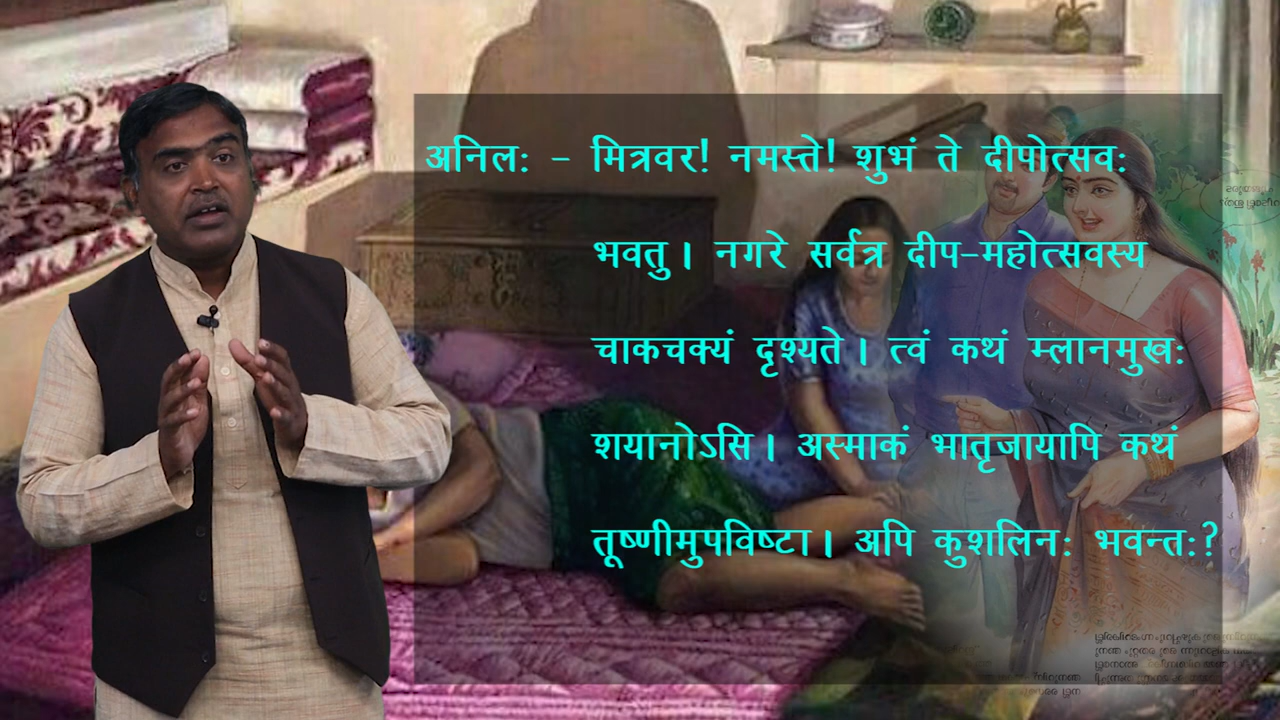 अनिलः - मित्रवर! नमस्ते! शुभं ते दीपोत्सवः
भवतु। नगरे सर्वत्र दीप-महोत्सवस्य
चाकचक्यं दृश्यते। त्वं कथं म्लानमुखः
शयानोऽसि। अस्माकं भातृजायापि कथं
तूष्णीमुपविष्टा। अपि कुशलिनः भवन्तः?